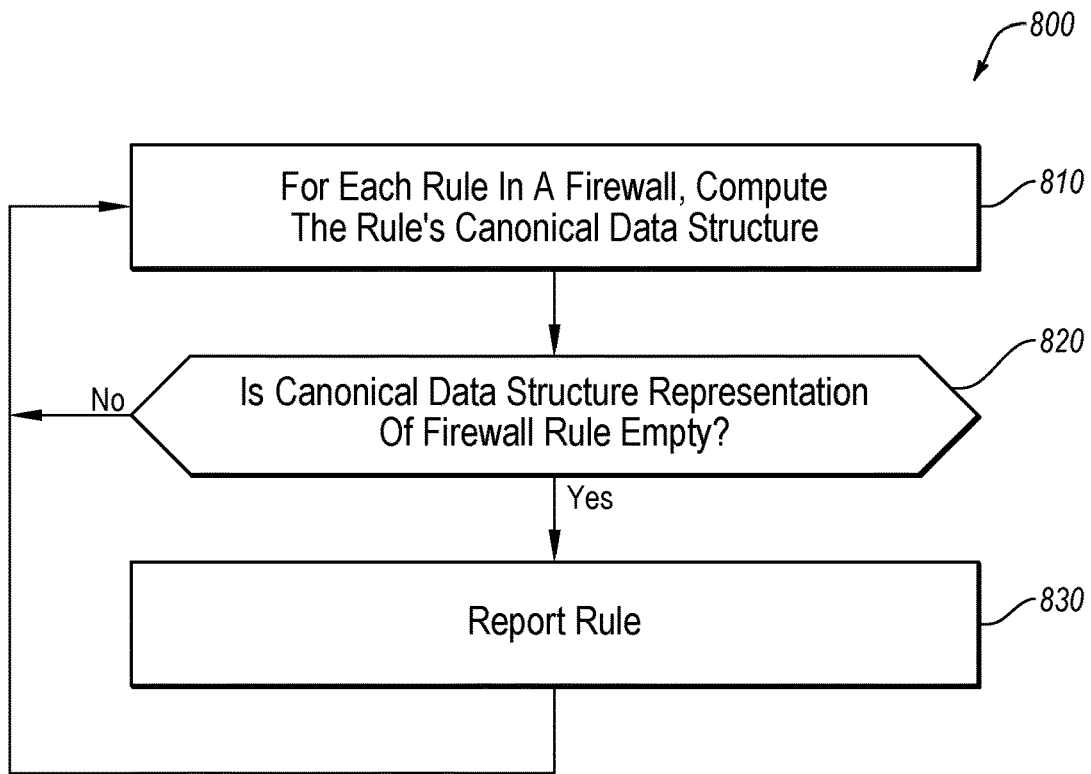 800
For Each Rule In A Firewall, Compute
The Rule's Canonical Data Structure
810
Is Canonical Data Structure Representation
Of Firewall Rule Empty?
820
No
Yes
Report Rule
830